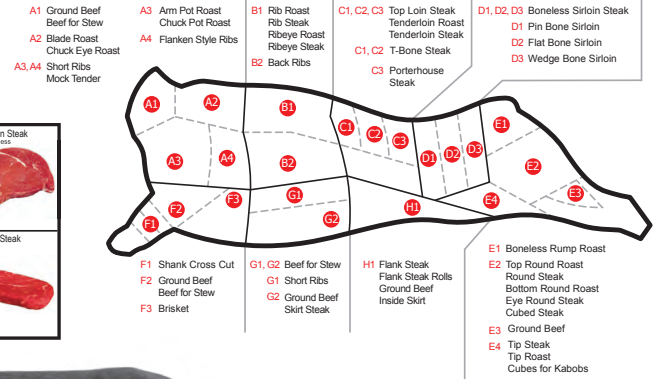 A1 Ground Beef
Beef for Stew
A2 Blade Roast
Chuck Eye Roast
A3, A4 Short Ribs
Mock Tender
A3 Arm Pot Roast
Chuck Pot Roast
A4 Flanken Style Ribs
B1 Rib Roast
Rib Steak
Ribeye Roast
Ribeye Steak
B2 Back Ribs
C1, C2, C3 Top Loin Steak
Tenderloin Roast
Tenderloin Steak
C1, C2 T-Bone Steak
C3 Porterhouse
Steak
D1, D2, D3 Boneless Sirloin Steak
D1 Pin Bone Sirloin
D2 Flat Bone Sirloin
D3 Wedge Bone Sirloin
n Steak
ess
Steak
A1
A2
A3
A4
B1
B2
C1
C2
C3
D1
D2
D3
E1
E2
E3
E4
F1
F2
F3
G1
G2
H1
F1 Shank Cross Cut
F2 Ground Beef
Beef for Stew
F3 Brisket
G1, G2 Beef for Stew
G1 Short Ribs
G2 Ground Beef
Skirt Steak
H1 Flank Steak
Flank Steak Rolls
Ground Beef
Inside Skirt
E1 Boneless Rump Roast
E2 Top Round Roast
Round Steak
Bottom Round Roast
Eye Round Steak
Cubed Steak
E3 Ground Beef
E4 Tip Steak
Tip Roast
Cubes for Kabobs